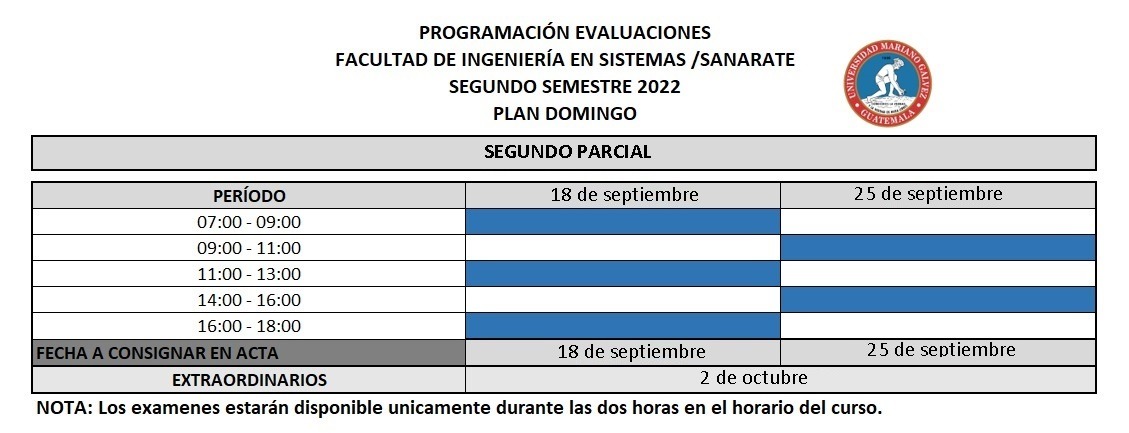 PROGRAMACIÓN EVALUACIONES
FACULTAD DE INGENIERÍA EN SISTEMAS /SANARATE
SEGUNDO SEMESTRE 2022
PLAN DOMINGO
UNIVERSIDAD MARIANO GALVEZ
GUATEMALA
SEGUNDO PARCIAL
PERÍODO 18 de septiembre 25 de septiembre
07:00 - 09:00
09:00 - 11:00
11:00 - 13:00
14:00 - 16:00
16:00 - 18:00
FECHA A CONSIGNAR EN ACTA 18 de septiembre 25 de septiembre
EXTRAORDINARIOS 2 de octubre
NOTA: Los examenes estarán disponible unicamente durante las dos horas en el horario del curso.